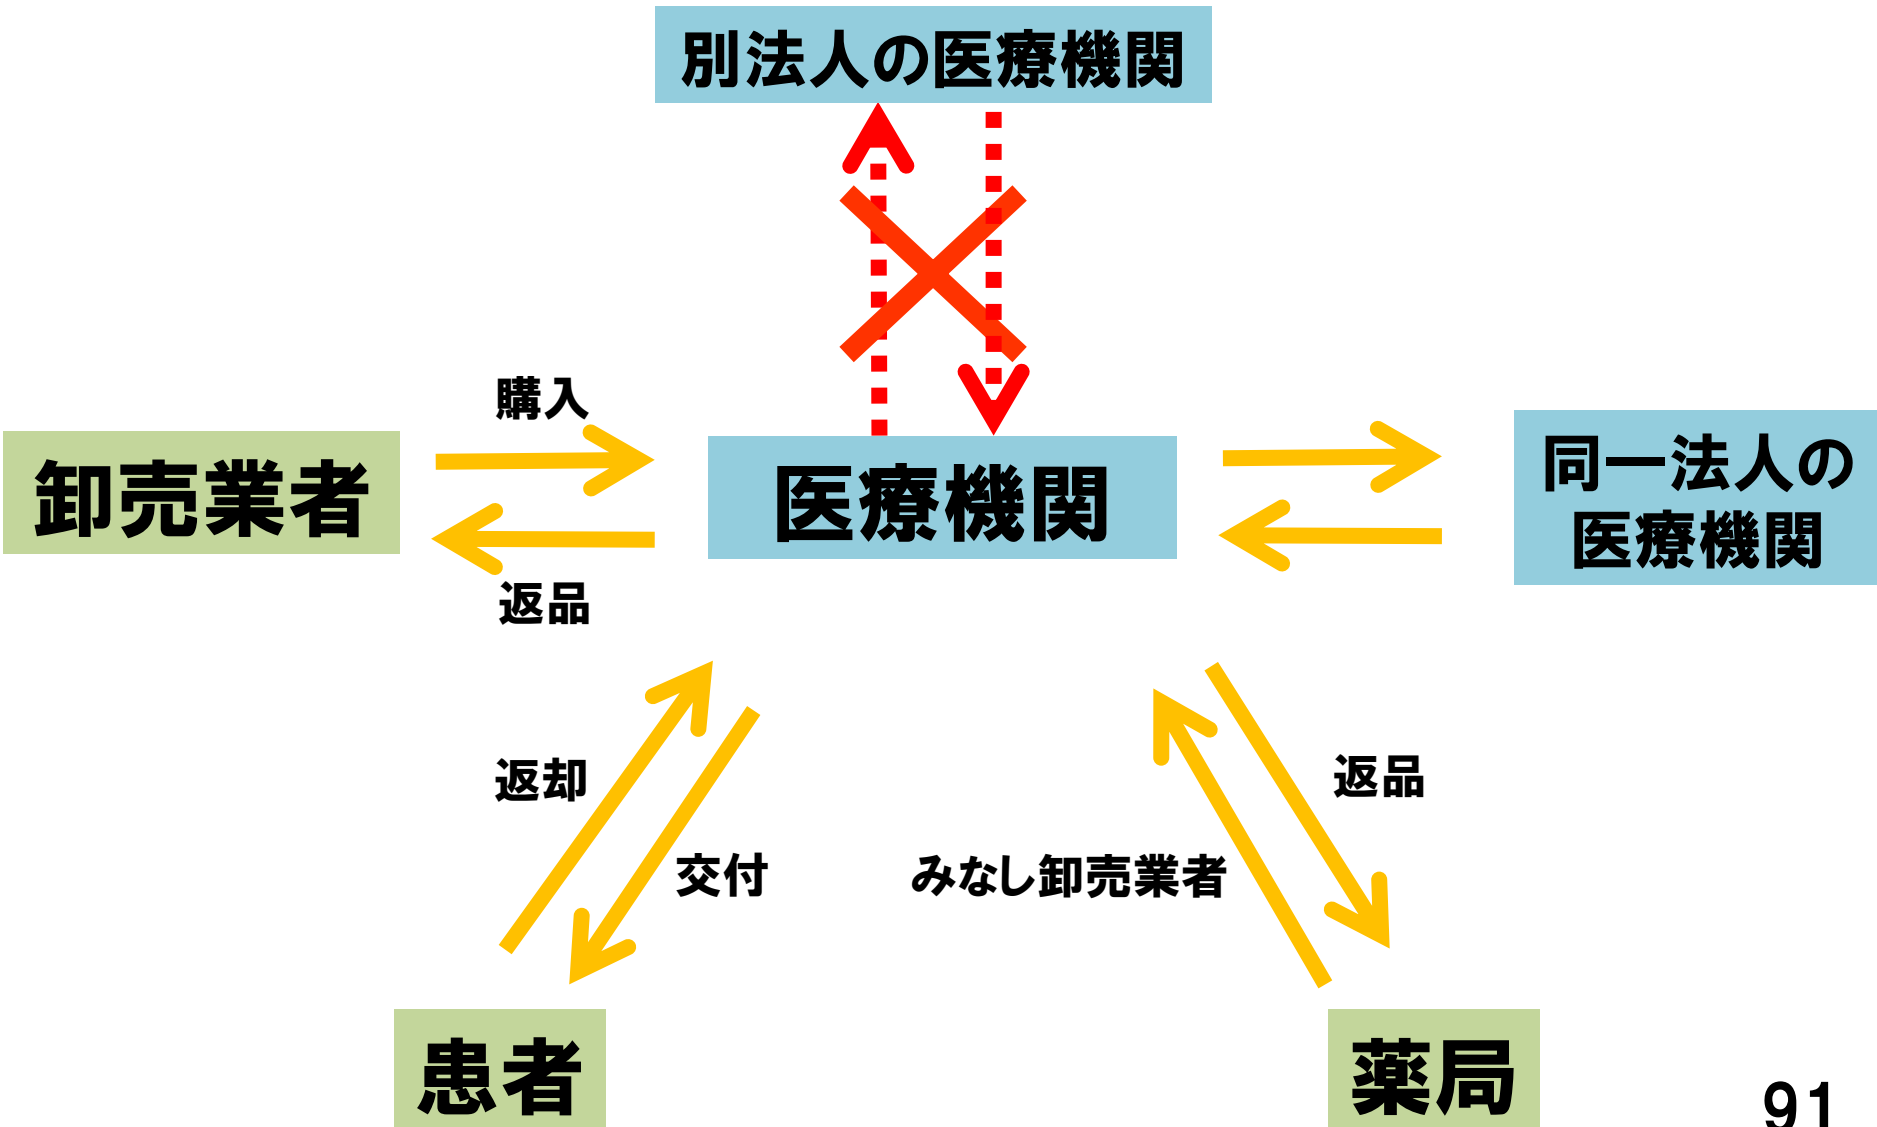 別法人の医療機関
購入
卸売業者
医療機関
同一法人の
医療機関
返品
返却
返品
交付
みなし卸売業者
患者
薬局
91